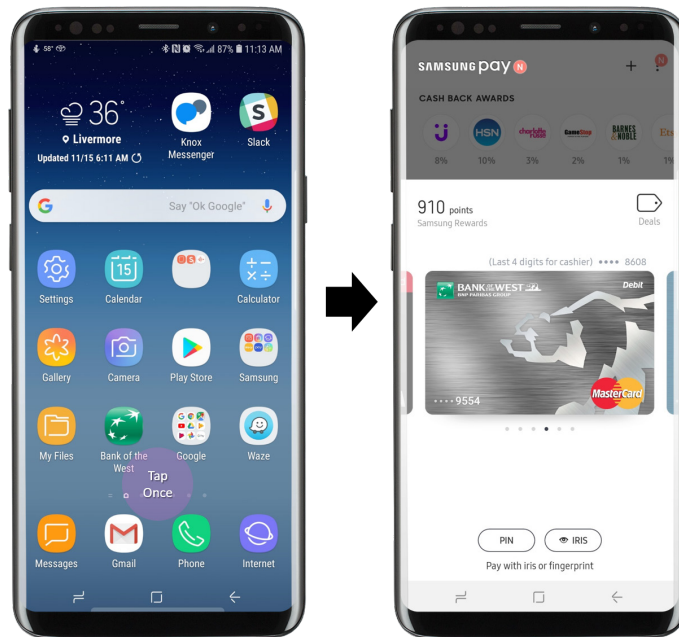 58°
87% 11:13 AM
36°
Livermore
Updated 11/15 6:11 AM
Knox
Messenger
Slack
Say "Ok Google"
Settings
15
Calendar
Calculator
Gallery
Camera
Play Store
Samsung
My Files
Bank of the
West
Google
Waze
Tap
Once
Messages
Gmail
Phone
Internet
SAMSUNG pay N
N
CASH BACK AWARDS
HSN
charlotte
russe
GameStop
BARNES
&NOBLE
Ets
8% 10% 3% 2% 1% 1%
910 points
Samsung Rewards
Deals
(Last 4 digits for cashier) •••• 8608
BANK OF THE WEST
BNP PARIBAS GROUP
Debit
•••• 9554
MasterCard
PIN
IRIS
Pay with iris or fingerprint